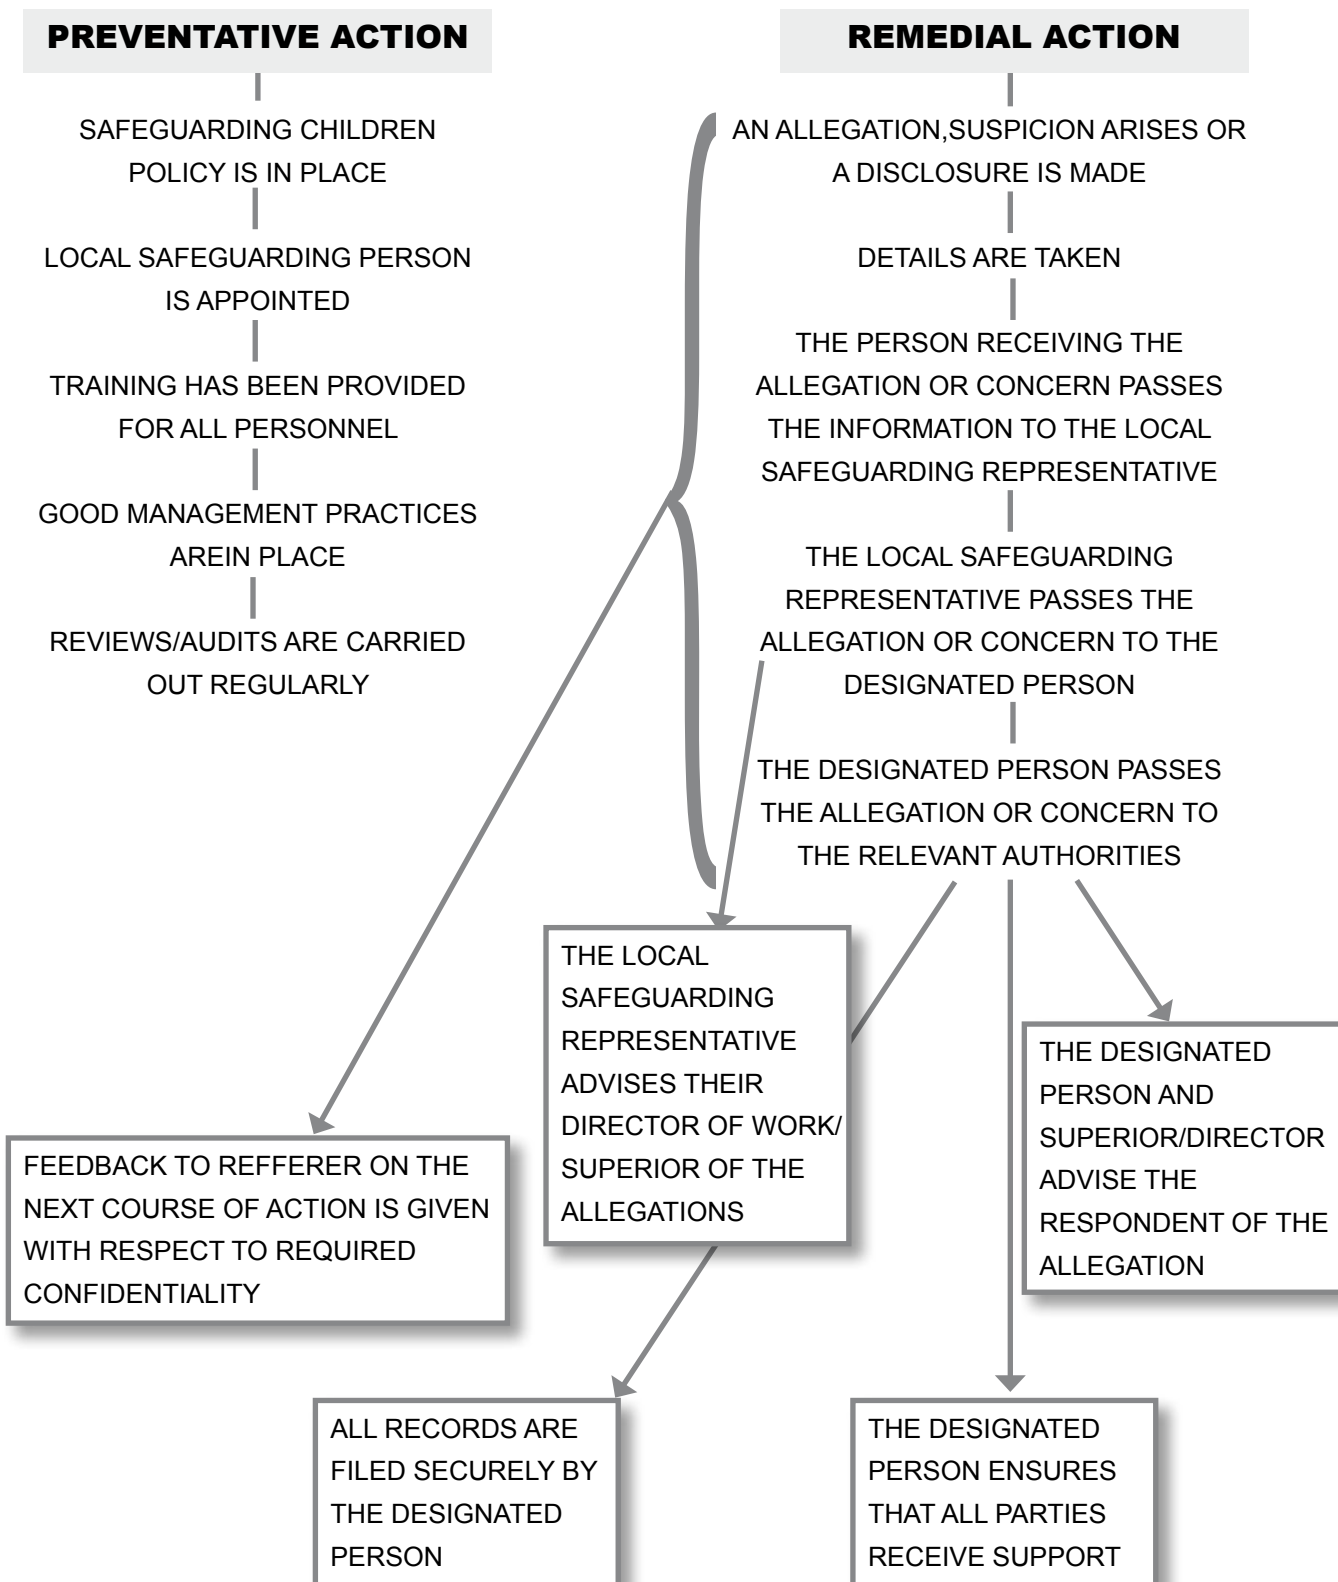 PREVENTATIVE ACTION
SAFEGUARDING CHILDREN
POLICY IS IN PLACE
LOCAL SAFEGUARDING PERSON
IS APPOINTED
TRAINING HAS BEEN PROVIDED
FOR ALL PERSONNEL
GOOD MANAGEMENT PRACTICES
AREIN PLACE
REVIEWS/AUDITS ARE CARRIED
OUT REGULARLY
REMEDIAL ACTION
AN ALLEGATION,SUSPICION ARISES OR
A DISCLOSURE IS MADE
DETAILS ARE TAKEN
THE PERSON RECEIVING THE
ALLEGATION OR CONCERN PASSES
THE INFORMATION TO THE LOCAL
SAFEGUARDING REPRESENTATIVE
THE LOCAL SAFEGUARDING
REPRESENTATIVE PASSES THE
ALLEGATION OR CONCERN TO THE
DESIGNATED PERSON
THE DESIGNATED PERSON PASSES
THE ALLEGATION OR CONCERN TO
THE RELEVANT AUTHORITIES
THE LOCAL
SAFEGUARDING
REPRESENTATIVE
ADVISES THEIR
DIRECTOR OF WORK/
SUPERIOR OF THE
ALLEGATIONS
THE DESIGNATED
PERSON AND
SUPERIOR/DIRECTOR
ADVISE THE
RESPONDENT OF THE
ALLEGATION
FEEDBACK TO REFFERER ON THE
NEXT COURSE OF ACTION IS GIVEN
WITH RESPECT TO REQUIRED
CONFIDENTIALITY
ALL RECORDS ARE
FILED SECURELY BY
THE DESIGNATED
PERSON
THE DESIGNATED
PERSON ENSURES
THAT ALL PARTIES
RECEIVE SUPPORT